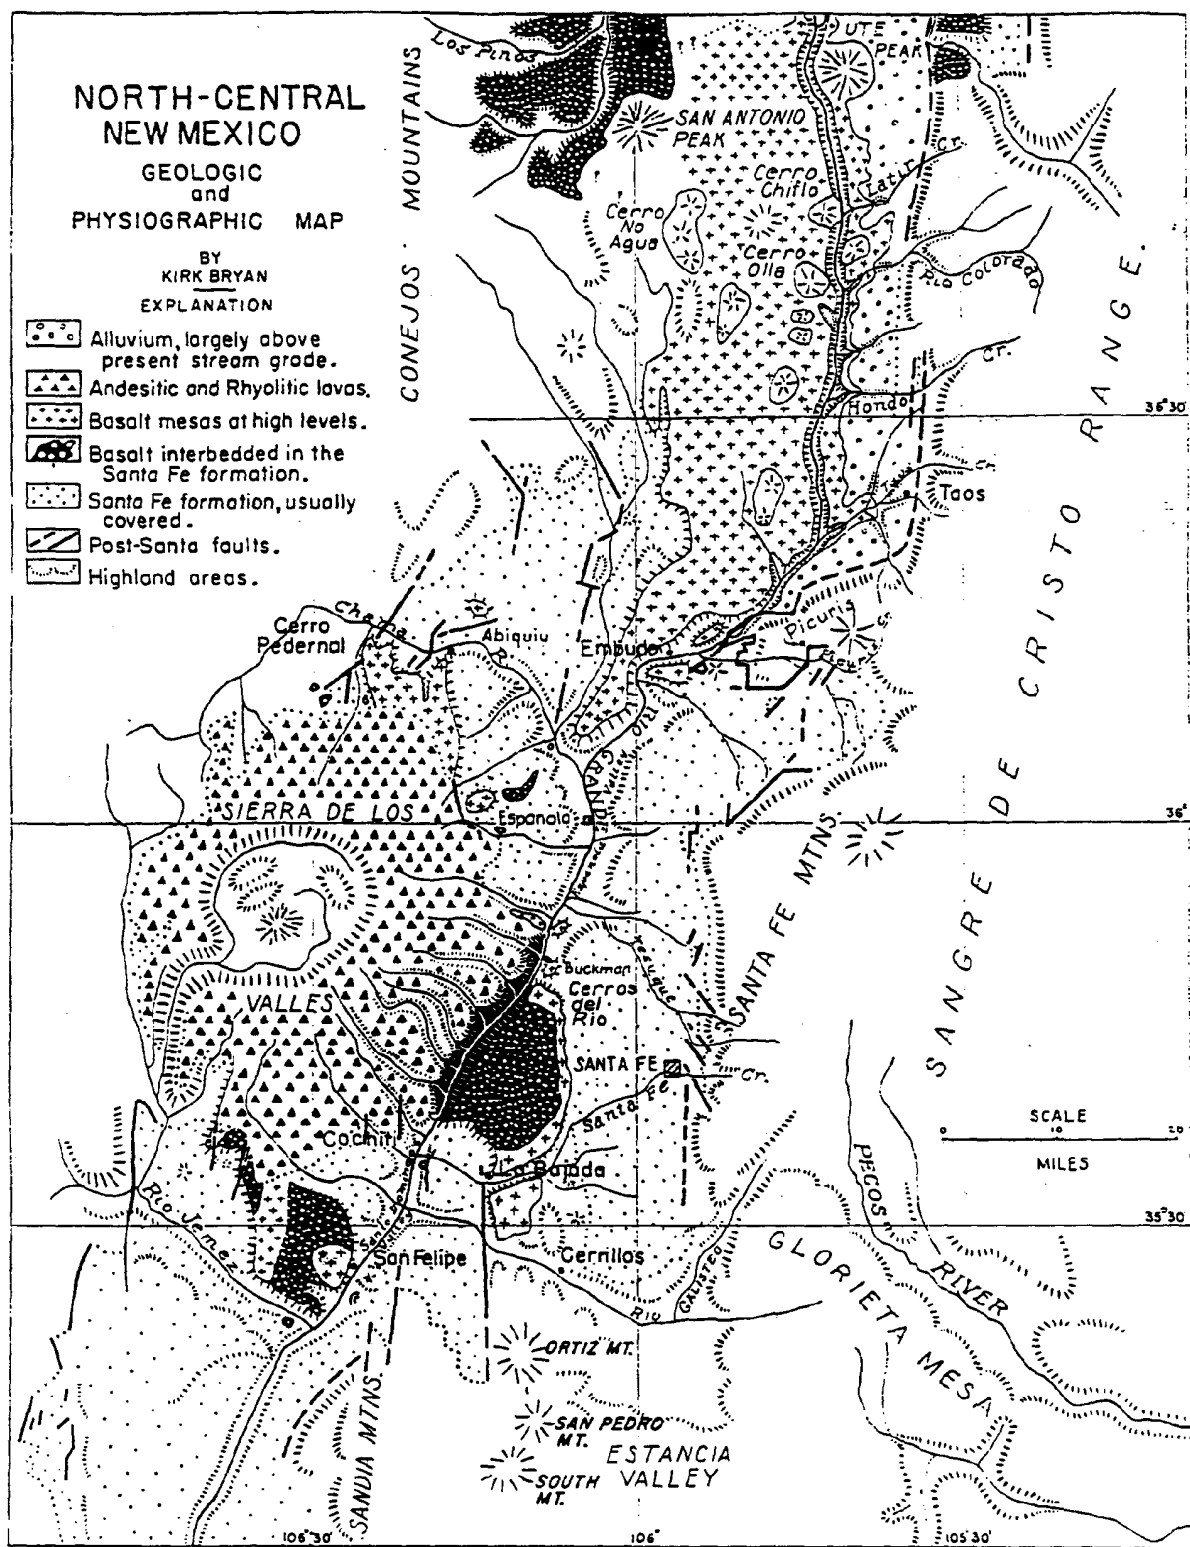 NORTH-CENTRAL
NEW MEXICO
GEOLOGIC
and
PHYSIOGRAPHIC MAP
BY
KIRK BRYAN
EXPLANATION
Alluvium, largely above
present stream grade.
Andesitic and Rhyolitic lavas.
Basalt mesas at high levels.
Basalt interbedded in the
Santa Fe formation.
Santa Fe formation, usually
covered.
Post-Santa faults.
Highland areas.
Los Pinos
CONEJOS MOUNTAINS
UTE
PEAK
SAN ANTONIO
PEAK
Cerro
Chiflo
Latir Cr.
Cerro
No
Agua
Cerro
Olla
Rio Colorado
Hondo Cr.
36°30'
Taos
SANGRE DE CRISTO RANGE.
Picuris
Cerro
Pedernal
Chama R.
Abiquiu
Embudo
RIO GRANDE
SIERRA DE LOS
VALLES
Espanola
36°
SANTA FE MTNS.
Tesuque
Buckman
Cerros
del
Rio
SANTA FE
Santa Fe Cr.
SCALE
0 10 20
MILES
Cochiti
La Bajada
PECOS RIVER
35°30'
Rio Jemez
San Felipe
Cerrillos
RIO GALISTEO
GLORIETA MESA
ORTIZ MT.
SAN PEDRO
MT.
ESTANCIA
VALLEY
SOUTH
MT.
SANDIA MTNS.
106°30'
106°
105°30'